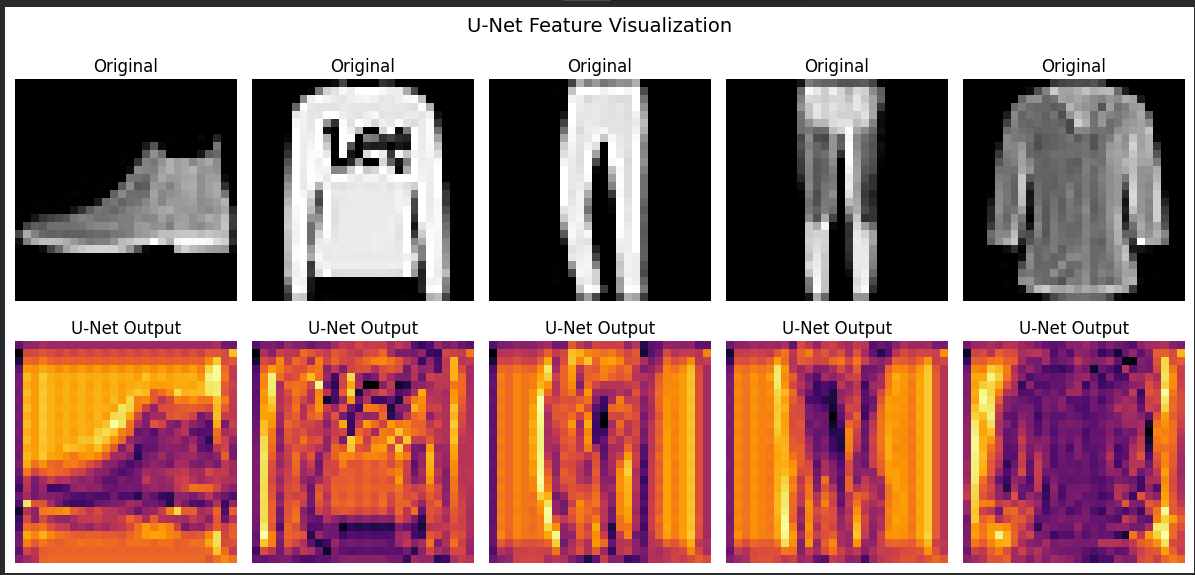 U-Net Feature Visualization
Original Original Original Original Original
Lee
U-Net Output U-Net Output U-Net Output U-Net Output U-Net Output